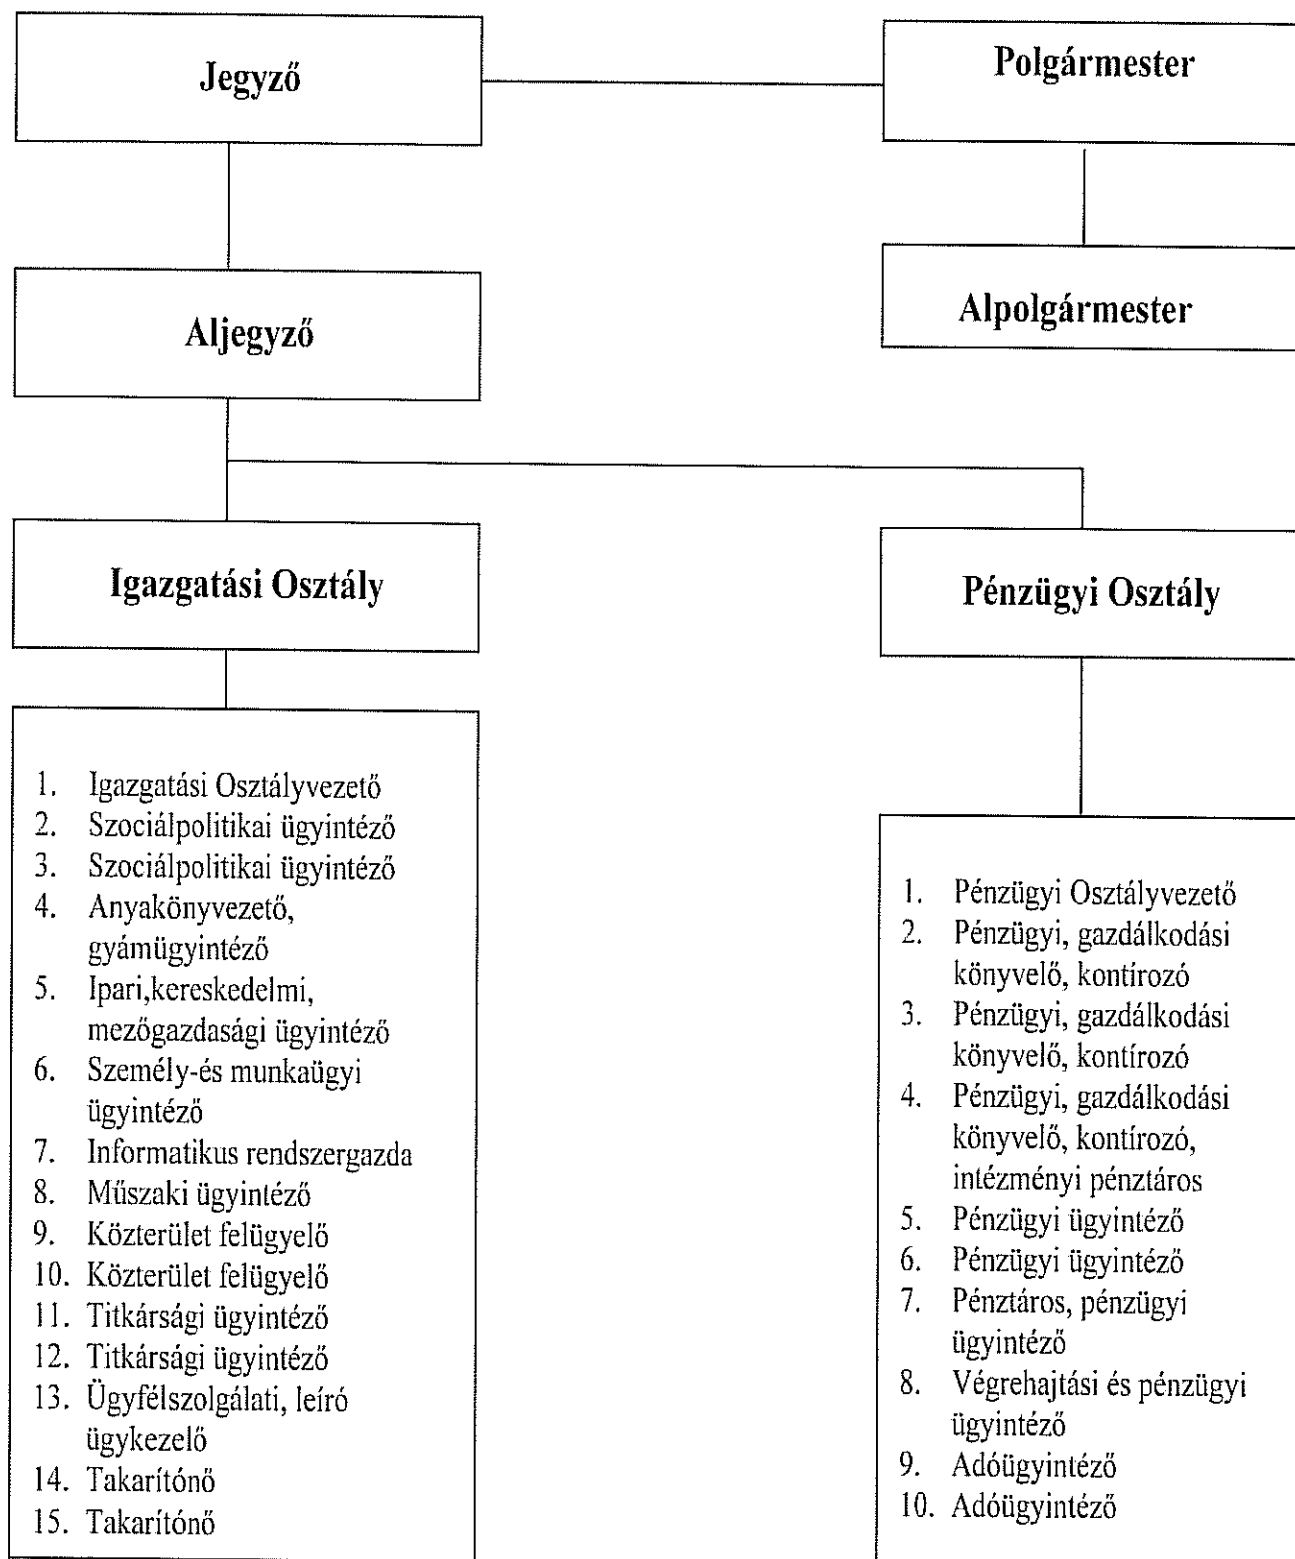 Jegyző
Polgármester
Aljegyző
Alpolgármester
Igazgatási Osztály
Pénzügyi Osztály
1. Igazgatási Osztályvezető
2. Szociálpolitikai ügyintéző
3. Szociálpolitikai ügyintéző
4. Anyakönyvezető,
gyámügyintéző
5. Ipari,kereskedelmi,
mezőgazdasági ügyintéző
6. Személy-és munkaügyi
ügyintéző
7. Informatikus rendszergazda
8. Műszaki ügyintéző
9. Közterület felügyelő
10. Közterület felügyelő
11. Titkársági ügyintéző
12. Titkársági ügyintéző
13. Ügyfélszolgálati, leíró
ügykezelő
14. Takarítónő
15. Takarítónő
1. Pénzügyi Osztályvezető
2. Pénzügyi, gazdálkodási
könyvelő, kontírozó
3. Pénzügyi, gazdálkodási
könyvelő, kontírozó
4. Pénzügyi, gazdálkodási
könyvelő, kontírozó,
intézményi pénztáros
5. Pénzügyi ügyintéző
6. Pénzügyi ügyintéző
7. Pénztáros, pénzügyi
ügyintéző
8. Végrehajtási és pénzügyi
ügyintéző
9. Adóügyintéző
10. Adóügyintéző